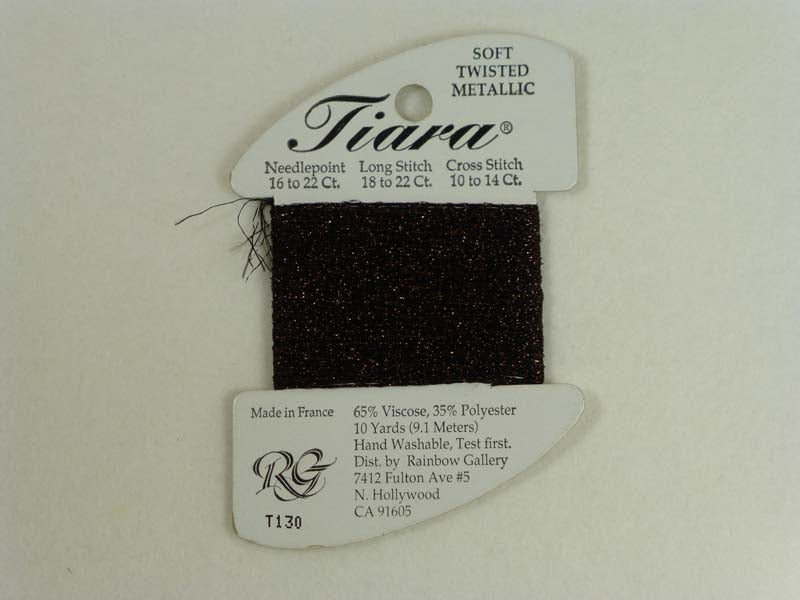 SOFT
TWISTED
METALLIC
Tiara®
Needlepoint Long Stitch Cross Stitch
16 to 22 Ct. 18 to 22 Ct. 10 to 14 Ct.
Made in France
65% Viscose, 35% Polyester
10 Yards (9.1 Meters)
Hand Washable, Test first.
Dist. by Rainbow Gallery
7412 Fulton Ave #5
N. Hollywood
CA 91605
RG
T130